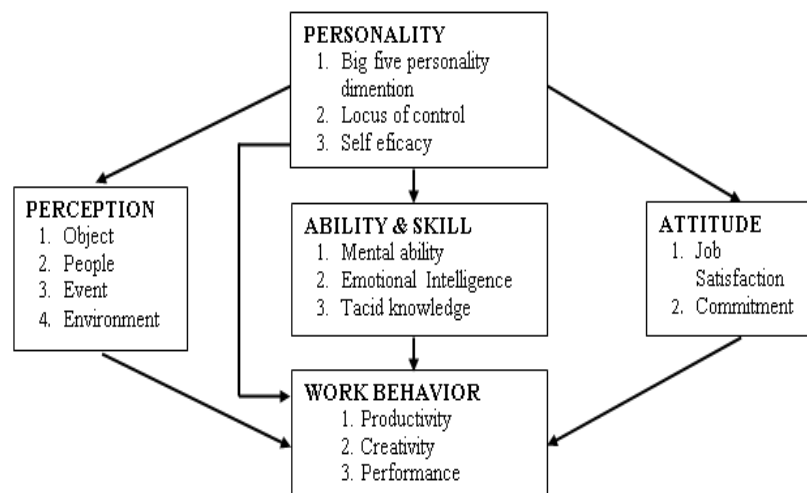 PERSONALITY
1. Big five personality
dimention
2. Locus of control
3. Self eficacy
PERCEPTION
1. Object
2. People
3. Event
4. Environment
ABILITY & SKILL
1. Mental ability
2. Emotional Intelligence
3. Tacid knowledge
ATTITUDE
1. Job
Satisfaction
2. Commitment
WORK BEHAVIOR
1. Productivity
2. Creativity
3. Performance